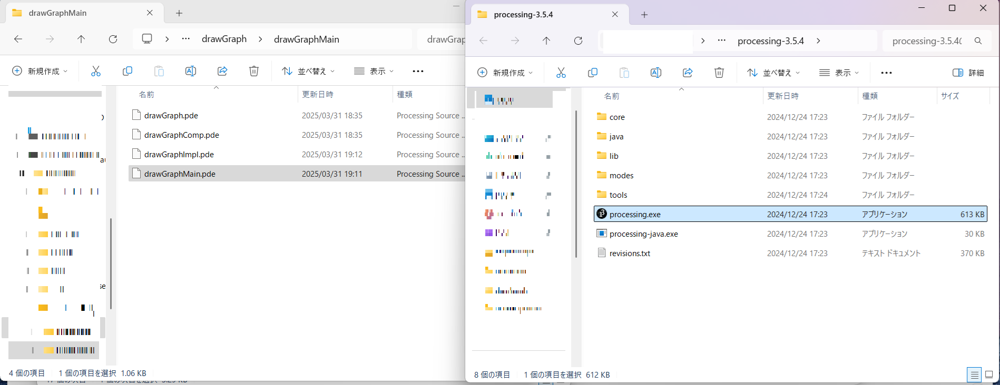 drawGraphMain
drawGraph
drawGraphMain
drawGrap
新規作成
並べ替え
表示
名前
更新日時
種類
drawGraph.pde 2025/03/31 18:35 Processing Source ...
drawGraphComp.pde 2025/03/31 18:35 Processing Source ...
drawGraphImpl.pde 2025/03/31 19:12 Processing Source ...
drawGraphMain.pde 2025/03/31 19:11 Processing Source ...
4 個の項目 1 個の項目を選択 1.06 KB
processing-3.5.4
processing-3.5.4
processing-3.5.4
新規作成
並べ替え
表示
詳細
名前
更新日時
種類
サイズ
core 2024/12/24 17:23 ファイル フォルダー
java 2024/12/24 17:23 ファイル フォルダー
lib 2024/12/24 17:23 ファイル フォルダー
modes 2024/12/24 17:23 ファイル フォルダー
tools 2024/12/24 17:24 ファイル フォルダー
processing.exe 2024/12/24 17:23 アプリケーション 613 KB
processing-java.exe 2024/12/24 17:23 アプリケーション 30 KB
revisions.txt 2024/12/24 17:23 テキスト ドキュメント 370 KB
8 個の項目 1 個の項目を選択 612 KB